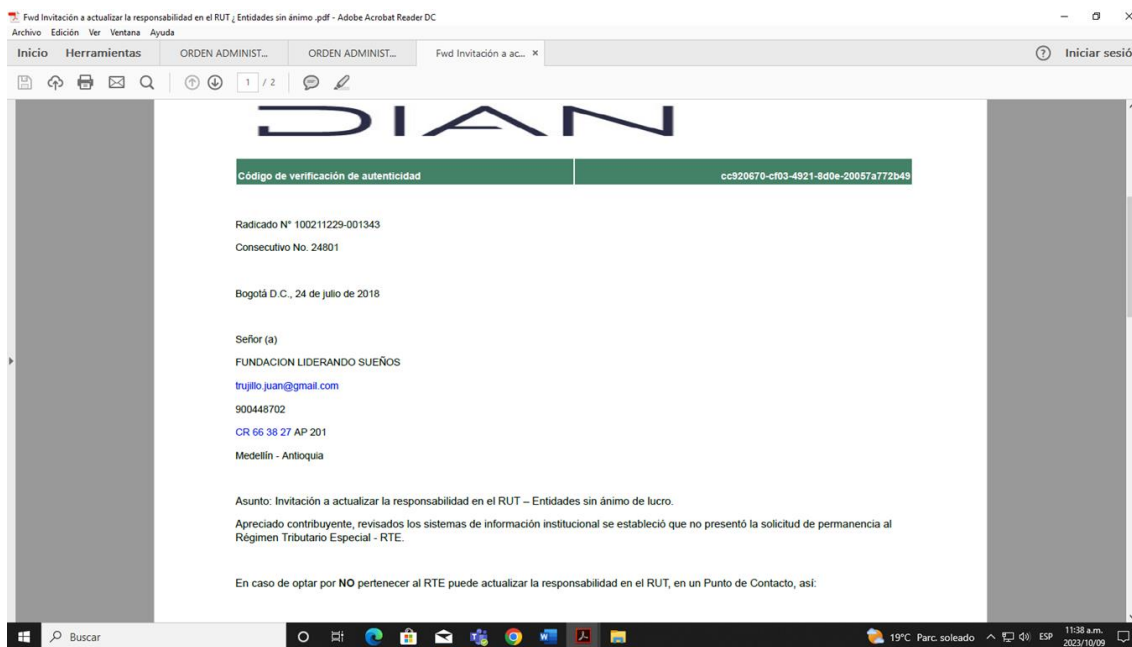 Fwd Invitación a actualizar la responsabilidad en el RUT ¿ Entidades sin ánimo .pdf - Adobe Acrobat Reader DC
Archivo Edición Ver Ventana Ayuda
Inicio Herramientas ORDEN ADMINIST... ORDEN ADMINIST... Fwd Invitación a ac... × Iniciar sesió
1 / 2
DIAN
Código de verificación de autenticidad cc920670-cf03-4921-8d0e-20057a772b49
Radicado N° 100211229-001343
Consecutivo No. 24801
Bogotá D.C., 24 de julio de 2018
Señor (a)
FUNDACION LIDERANDO SUEÑOS
trujillo.juan@gmail.com
900448702
CR 66 38 27 AP 201
Medellín - Antioquia
Asunto: Invitación a actualizar la responsabilidad en el RUT – Entidades sin ánimo de lucro.
Apreciado contribuyente, revisados los sistemas de información institucional se estableció que no presentó la solicitud de permanencia al
Régimen Tributario Especial - RTE.
En caso de optar por NO pertenecer al RTE puede actualizar la responsabilidad en el RUT, en un Punto de Contacto, así:
Buscar 19°C Parc. soleado ESP 11:38 a.m.
2023/10/09